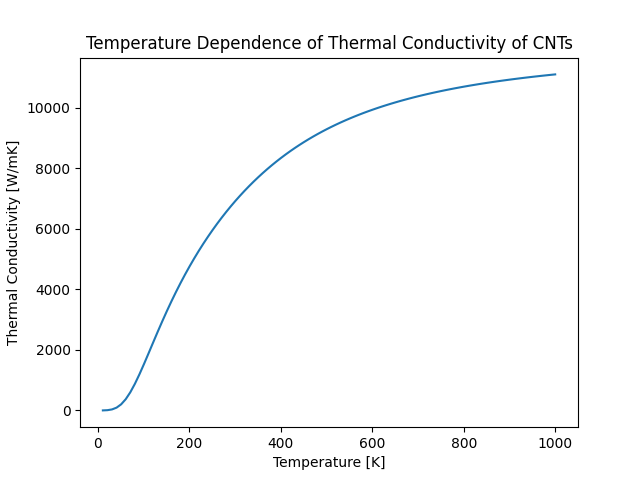 Temperature Dependence of Thermal Conductivity of CNTs
Thermal Conductivity [W/mK]
10000
8000
6000
4000
2000
0
0 200 400 600 800 1000
Temperature [K]